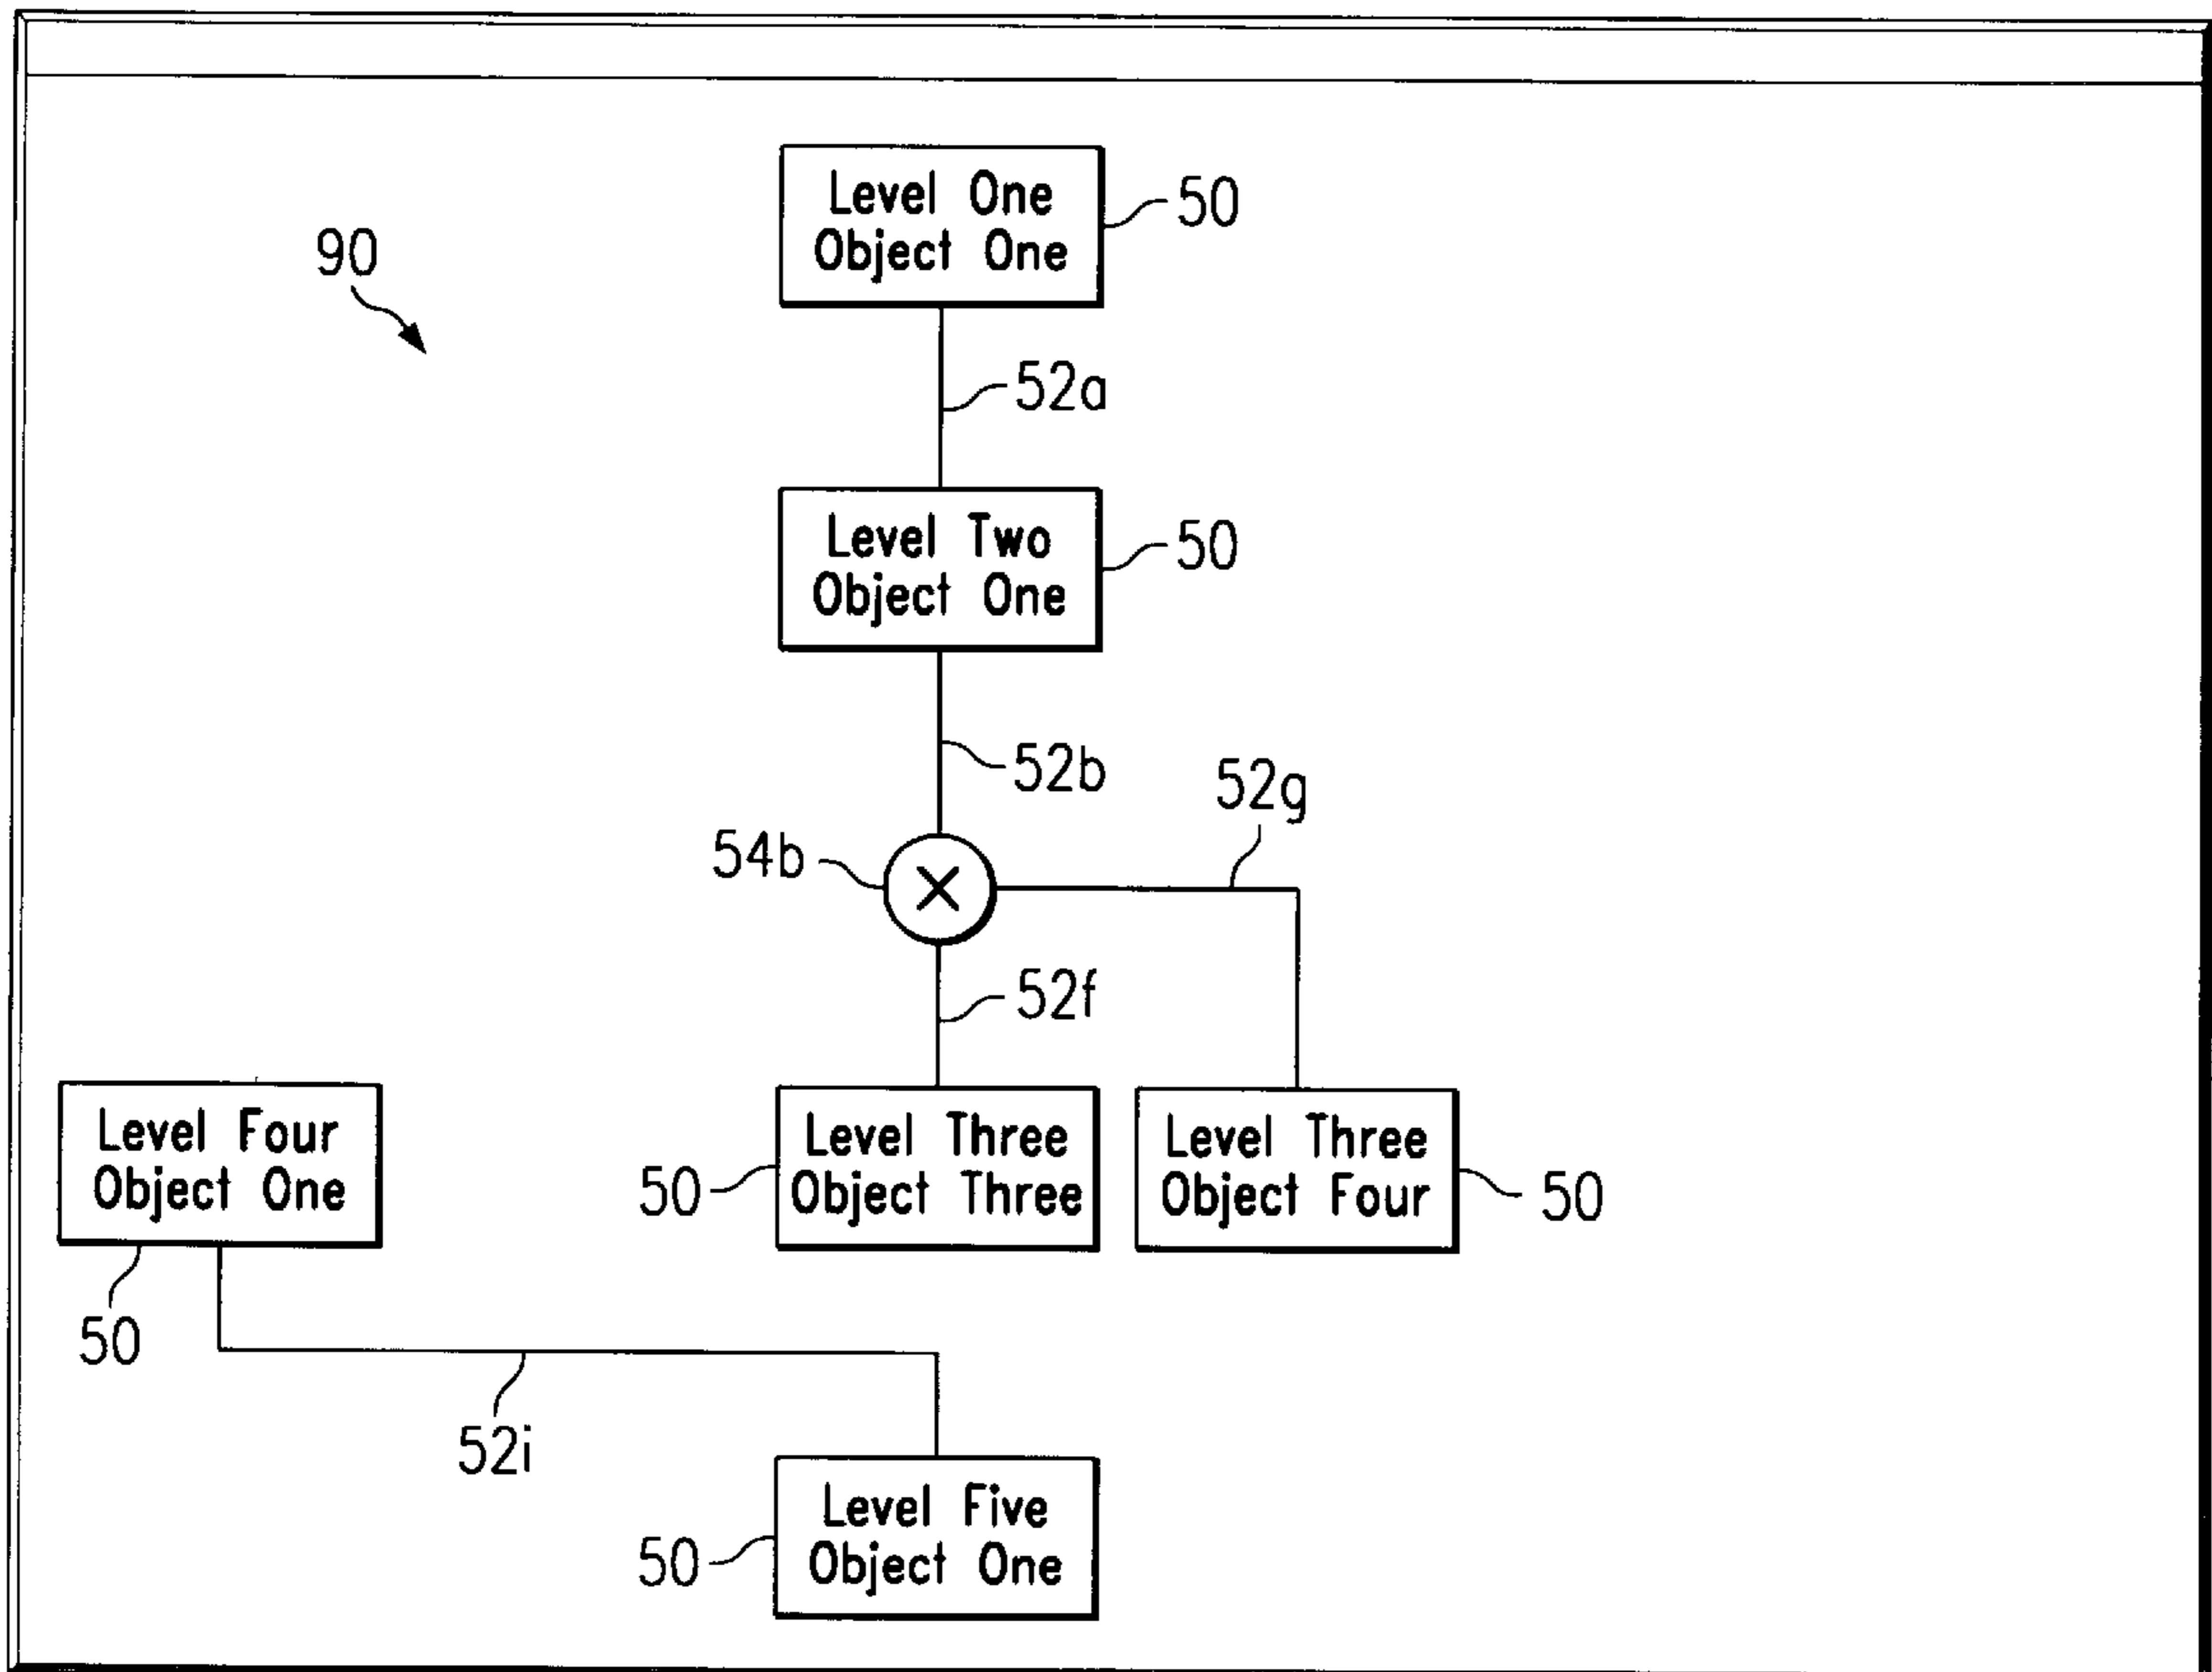 Level One
Object One
50
90
52a
Level Two
Object One
50
52b
52g
54b
52f
Level Four
Object One
50
Level Three
Object Three
50
Level Three
Object Four
50
52i
Level Five
Object One
50